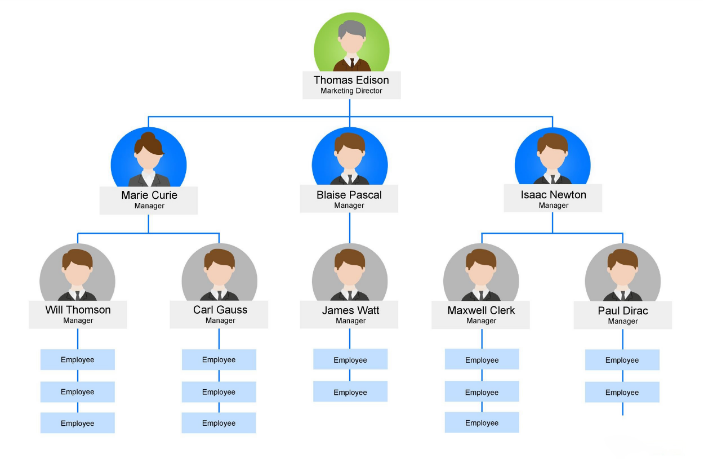 Thomas Edison
Marketing Director
Marie Curie
Manager
Blaise Pascal
Manager
Isaac Newton
Manager
Will Thomson
Manager
Carl Gauss
Manager
James Watt
Manager
Maxwell Clerk
Manager
Paul Dirac
Manager
Employee
Employee
Employee
Employee
Employee
Employee
Employee
Employee
Employee
Employee
Employee
Employee
Employee